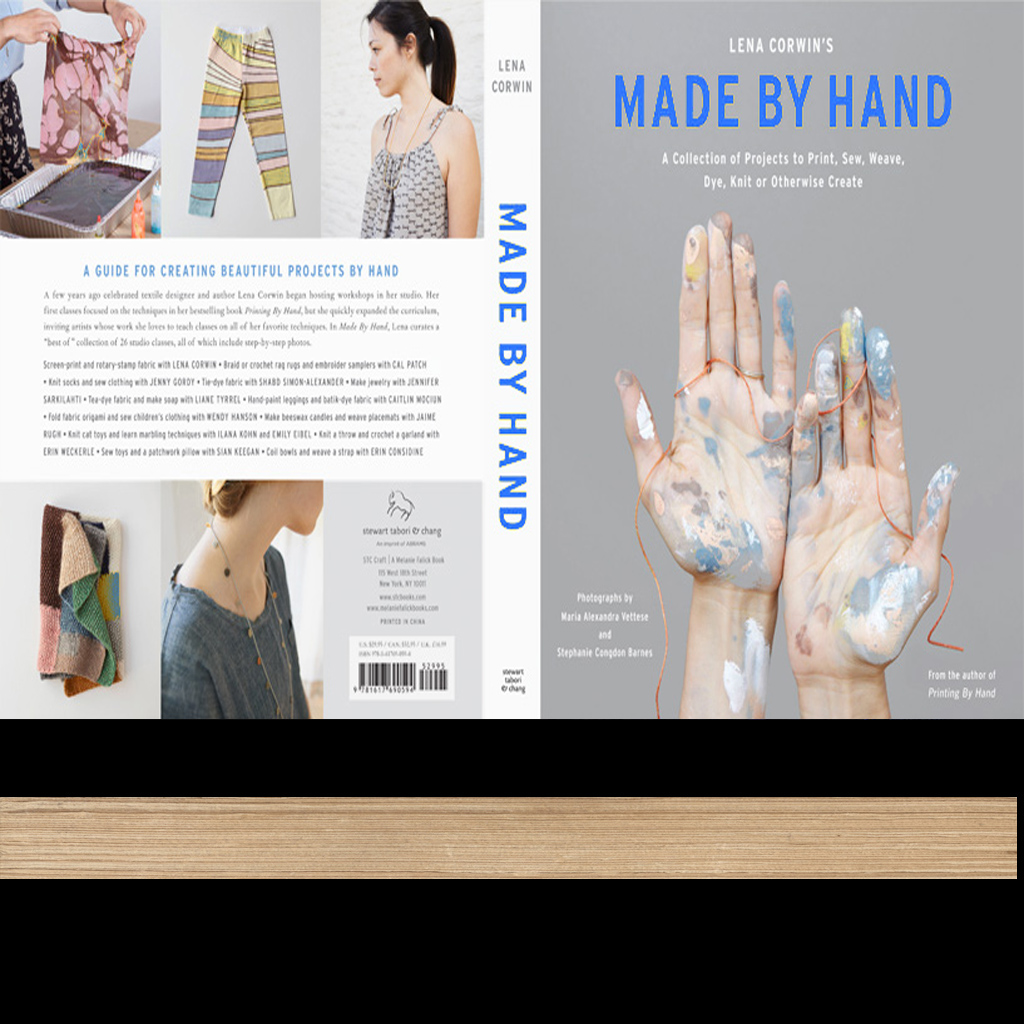 A GUIDE FOR CREATING BEAUTIFUL PROJECTS BY HAND
A few years ago celebrated textile designer and author Lena Corwin began hosting workshops in her studio. Her
first classes focused on the techniques in her bestselling book Printing By Hand, but she quickly expanded the curriculum,
inviting artists whose work she loves to teach classes on all of her favorite techniques. In Made By Hand, Lena curates a
"best of" collection of 26 studio classes, all of which include step-by-step photos.
Screen-print and rotary-stamp fabric with LENA CORWIN • Braid or crochet rag rugs and embroider samplers with CAL PATCH
• Knit socks and sew clothing with JENNY GORDY • Tie-dye fabric with SHABD SIMON-ALEXANDER • Make jewelry with JENNIFER
SARKILAHTI • Tea-dye fabric and make soap with LIANE TYRREL • Hand-paint leggings and batik-dye fabric with CAITLIN MOCIUN
• Fold fabric origami and sew children's clothing with WENDY HANSON • Make beeswax candles and weave placemats with JAIME
RUGH • Knit cat toys and learn marbling techniques with ILANA KOHN and EMILY EIBEL • Knit a throw and crochet a garland with
ERIN WECKERLE • Sew toys and a patchwork pillow with SIAN KEEGAN • Coil bowls and weave a strap with ERIN CONSIDINE
stewart tabori & chang
An imprint of ABRAMS
STC Craft | A Melanie Falick Book
115 West 18th Street
New York, NY 10011
www.stcbooks.com
www.melaniefalickbooks.com
PRINTED IN CHINA
52995
9 781617 690594
LENA
CORWIN
MADE BY HAND
stewart
tabori
& chang
LENA CORWIN'S
MADE BY HAND
A Collection of Projects to Print, Sew, Weave,
Dye, Knit or Otherwise Create
Photographs by
Maria Alexandra Vettese
and
Stephanie Congdon Barnes
From the author of
Printing By Hand